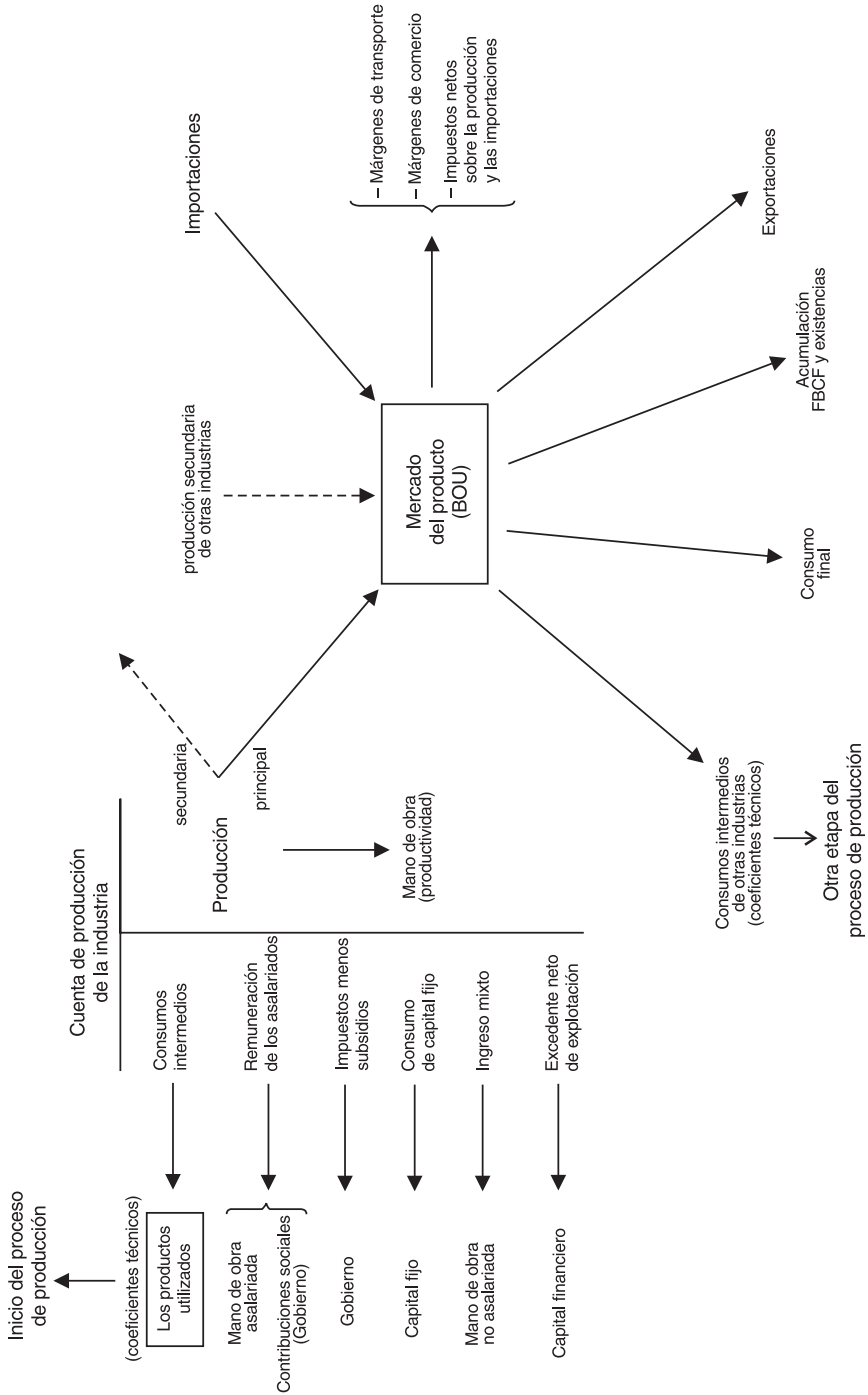 Inicio del proceso
de producción
(coeficientes técnicos)
Los productos
utilizados
Mano de obra
asalariada
Contribuciones sociales
(Gobierno)
Gobierno
Capital fijo
Mano de obra
no asalariada
Capital financiero
Cuenta de producción
de la industria
Consumos
intermedios
Remuneración
de los asalariados
Impuestos menos
subsidios
Consumo
de capital fijo
Ingreso mixto
Excedente neto
de explotación
Producción
secundaria
principal
Mano de obra
(productividad)
producción secundaria
de otras industrias
Importaciones
Mercado
del producto
(BOU)
– Márgenes de transporte
– Márgenes de comercio
– Impuestos netos
sobre la producción
y las importaciones
Consumos intermedios
de otras industrias
(coeficientes técnicos)
Otra etapa del
proceso de producción
Consumo
final
Acumulación
FBCF y existencias
Exportaciones